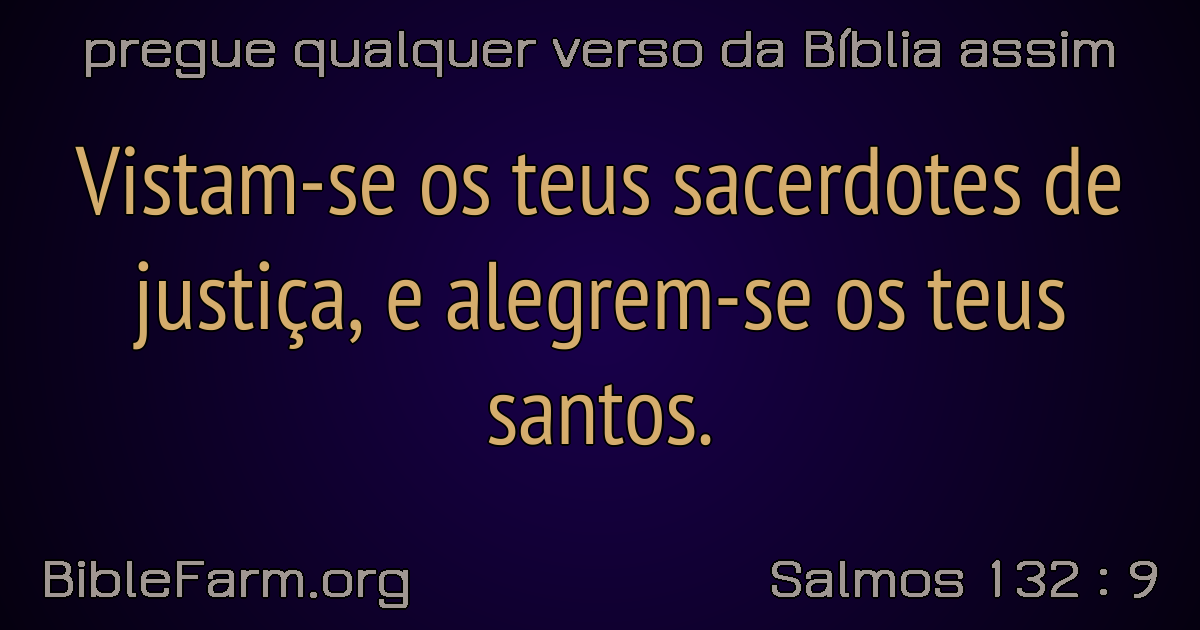 pregue qualquer verso da Bíblia assim
Vistam-se os teus sacerdotes de
justiça, e alegrem-se os teus
santos.
BibleFarm.org
Salmos 132 : 9